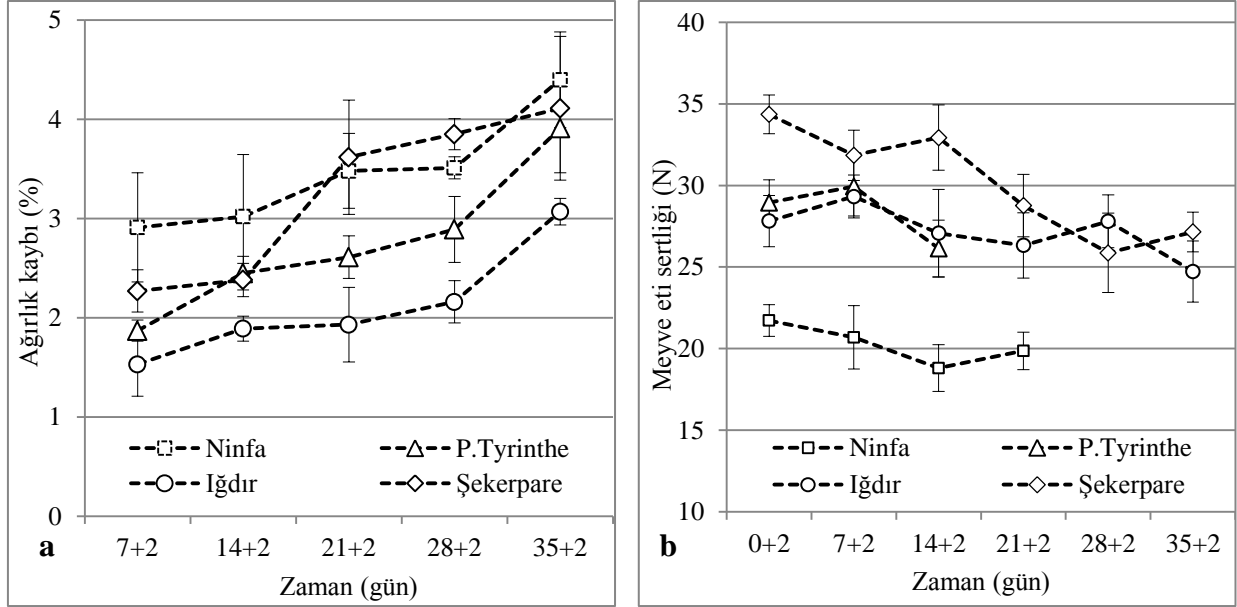 5
4
3
2
1
0
Ağırlık kaybı (%)
Ninfa
P.Tyrinthe
Iğdır
Şekerpare
a
7+2 14+2 21+2 28+2 35+2
Zaman (gün)
40
35
30
25
20
15
10
Meyve eti sertliği (N)
Ninfa
P.Tyrinthe
Iğdır
Şekerpare
b
0+2 7+2 14+2 21+2 28+2 35+2
Zaman (gün)